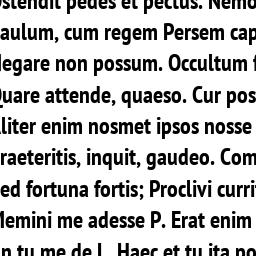 Ostendit pedes et pectus. Nemo
aulum, cum regem Persem cap
Negare non possum. Occultum f
Quare attende, quaeso. Cur pos
liter enim nosmet ipsos nosse
raeteritis, inquit, gaudeo. Com
ed fortuna fortis; Proclivi curri
Memini me adesse P. Erat enim
n tu me de L. Haec et tu ita po